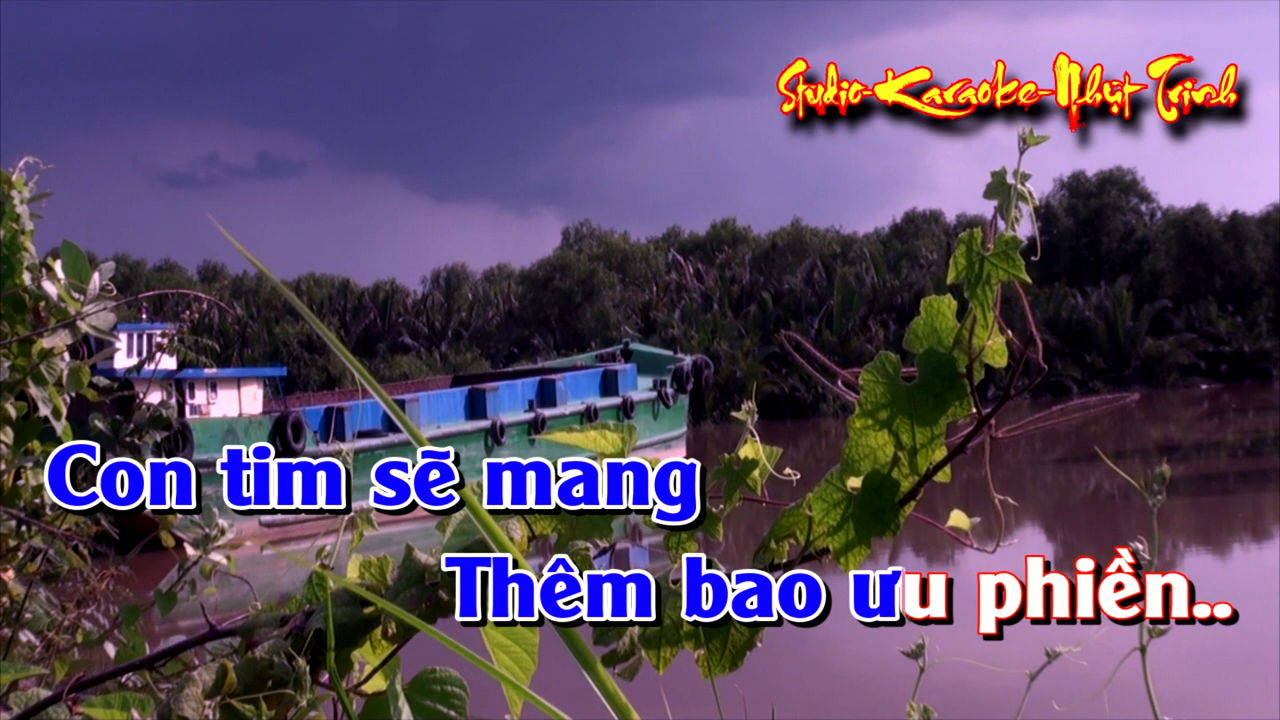 Studio-Karaoke-Nhựt Trinh
Con tim sẽ mang
Thêm bao ưu phiền..